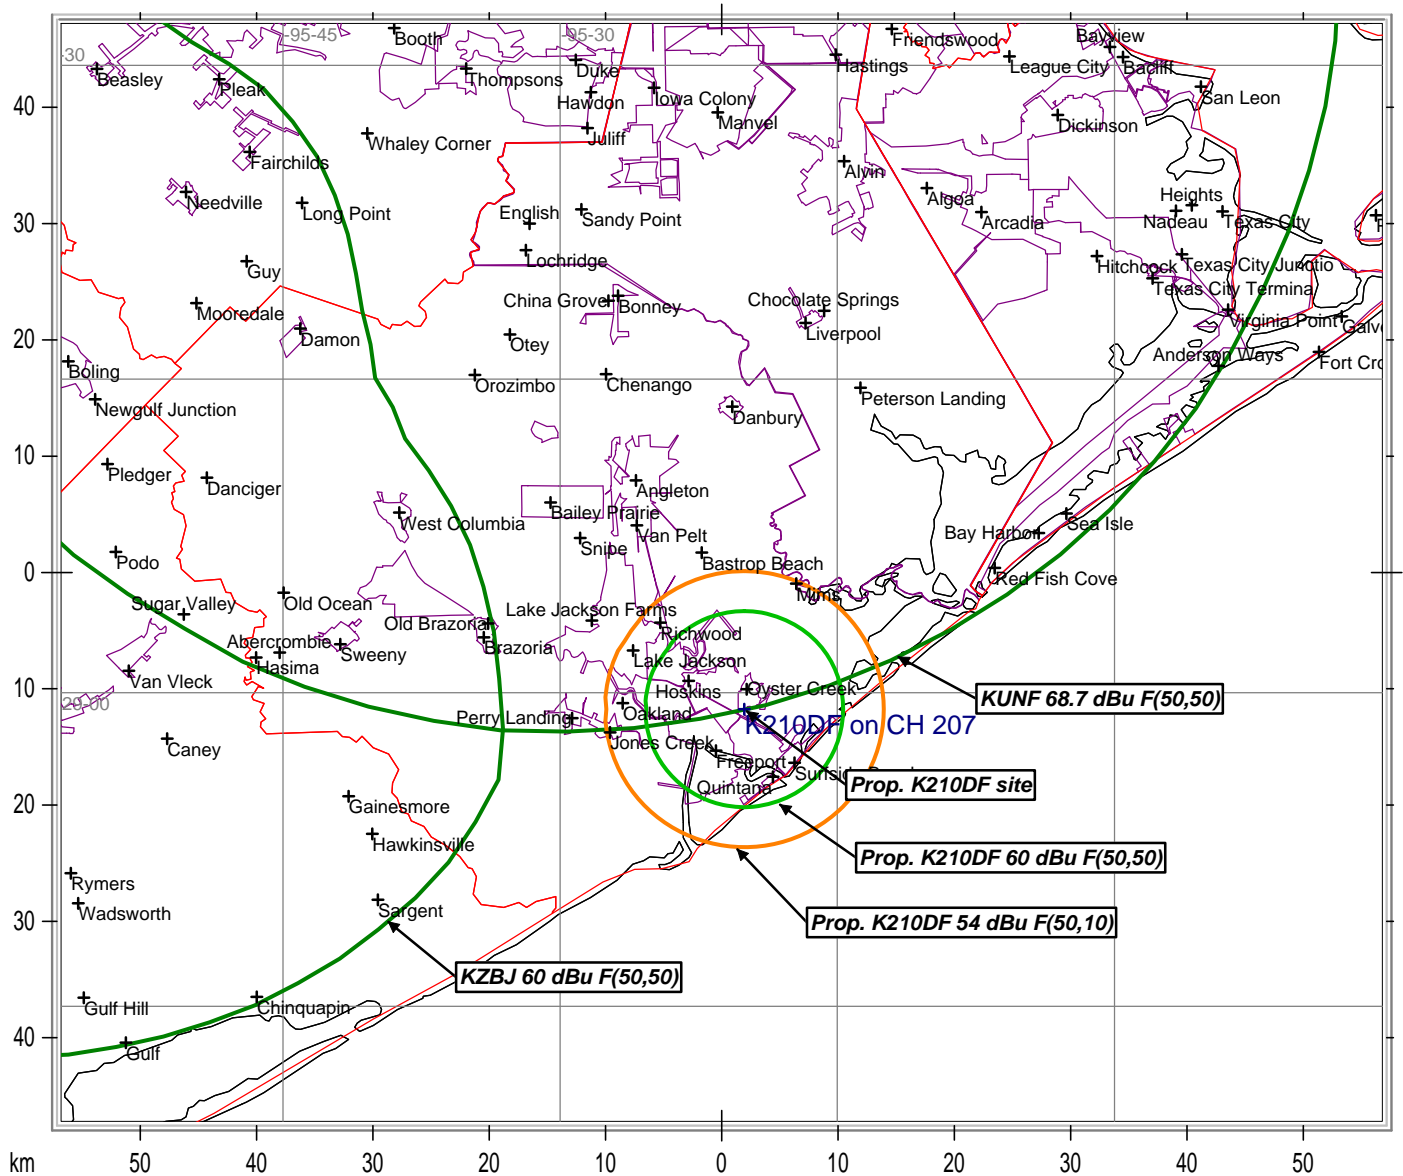 -95-45
-95-30
-30
Booth
Friendswood
Bayview
Beasley
Pleak
Thompsons
Duke
Hastings
League City
Bacliff
Hawdon
Iowa Colony
San Leon
40
Manvel
Dickinson
Whaley Corner
Juliff
Fairchilds
Alvin
Needville
Long Point
English
Sandy Point
Algoa
Arcadia
Heights
Nadeau
Texas City
30
Guy
Lochridge
Hitchcock
Texas City Junctio
Texas City Termina
Mooredale
China Grove
Bonney
Chocolate Springs
Liverpool
Virginia Point
Galv
Damon
Otey
20
Anderson Ways
Fort Cro
Boling
Orozimbo
Chenango
Peterson Landing
Newgulf Junction
Danbury
10
Pledger
Danciger
Angleton
Bailey Prairie
West Columbia
Van Pelt
Snipe
Sea Isle
Bay Harbor
Podo
Bastrop Beach
0
Mims
Red Fish Cove
Sugar Valley
Old Ocean
Lake Jackson Farms
Old Brazoria
Richwood
Abercrombie
Hasima
Sweeny
Brazoria
Lake Jackson
Van Vleck
Hoskins
Oyster Creek
10
29-00
KUNF 68.7 dBu F(50,50)
Perry Landing
Oakland
K210DF on CH 207
Caney
Jones Creek
Freeport
Quintana
Prop. K210DF site
20
Gainesmore
Hawkinsville
Prop. K210DF 60 dBu F(50,50)
Rymers
Wadsworth
Sargent
Prop. K210DF 54 dBu F(50,10)
30
KZBJ 60 dBu F(50,50)
Gulf Hill
Chinquapin
40
Gulf
km 50 40 30 20 10 0 10 20 30 40 50